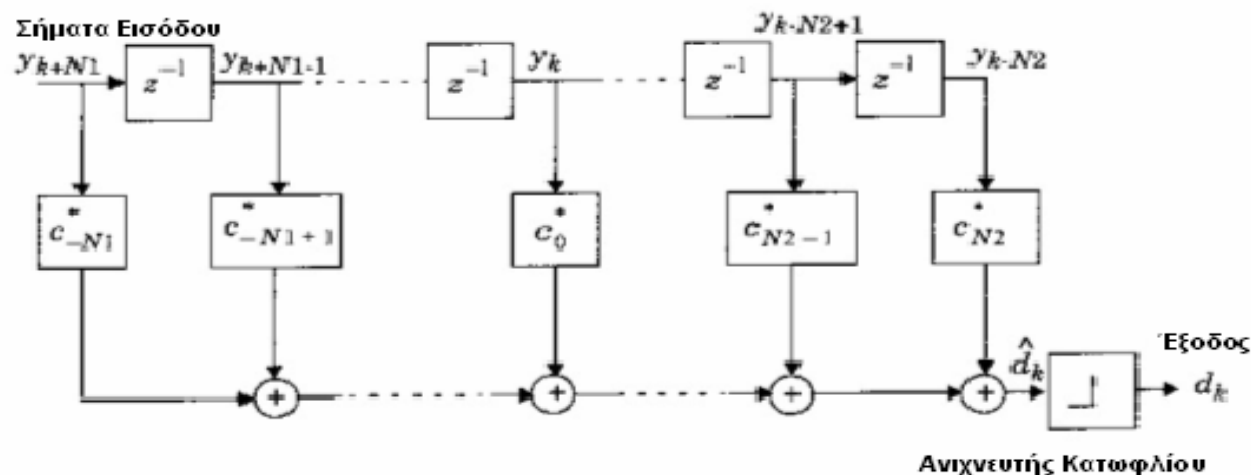 Σήματα Εισόδου
y_{k+N1} z^{-1} y_{k+N1-1} z^{-1} y_k z^{-1} y_{k-N2+1} z^{-1} y_{k-N2}
c^*_{-N1} c^*_{-N1+1} c^*_0 c^*_{N2-1} c^*_{N2}
+ + + + \hat{d}_k d_k
Έξοδος
Ανιχνευτής Κατωφλίου